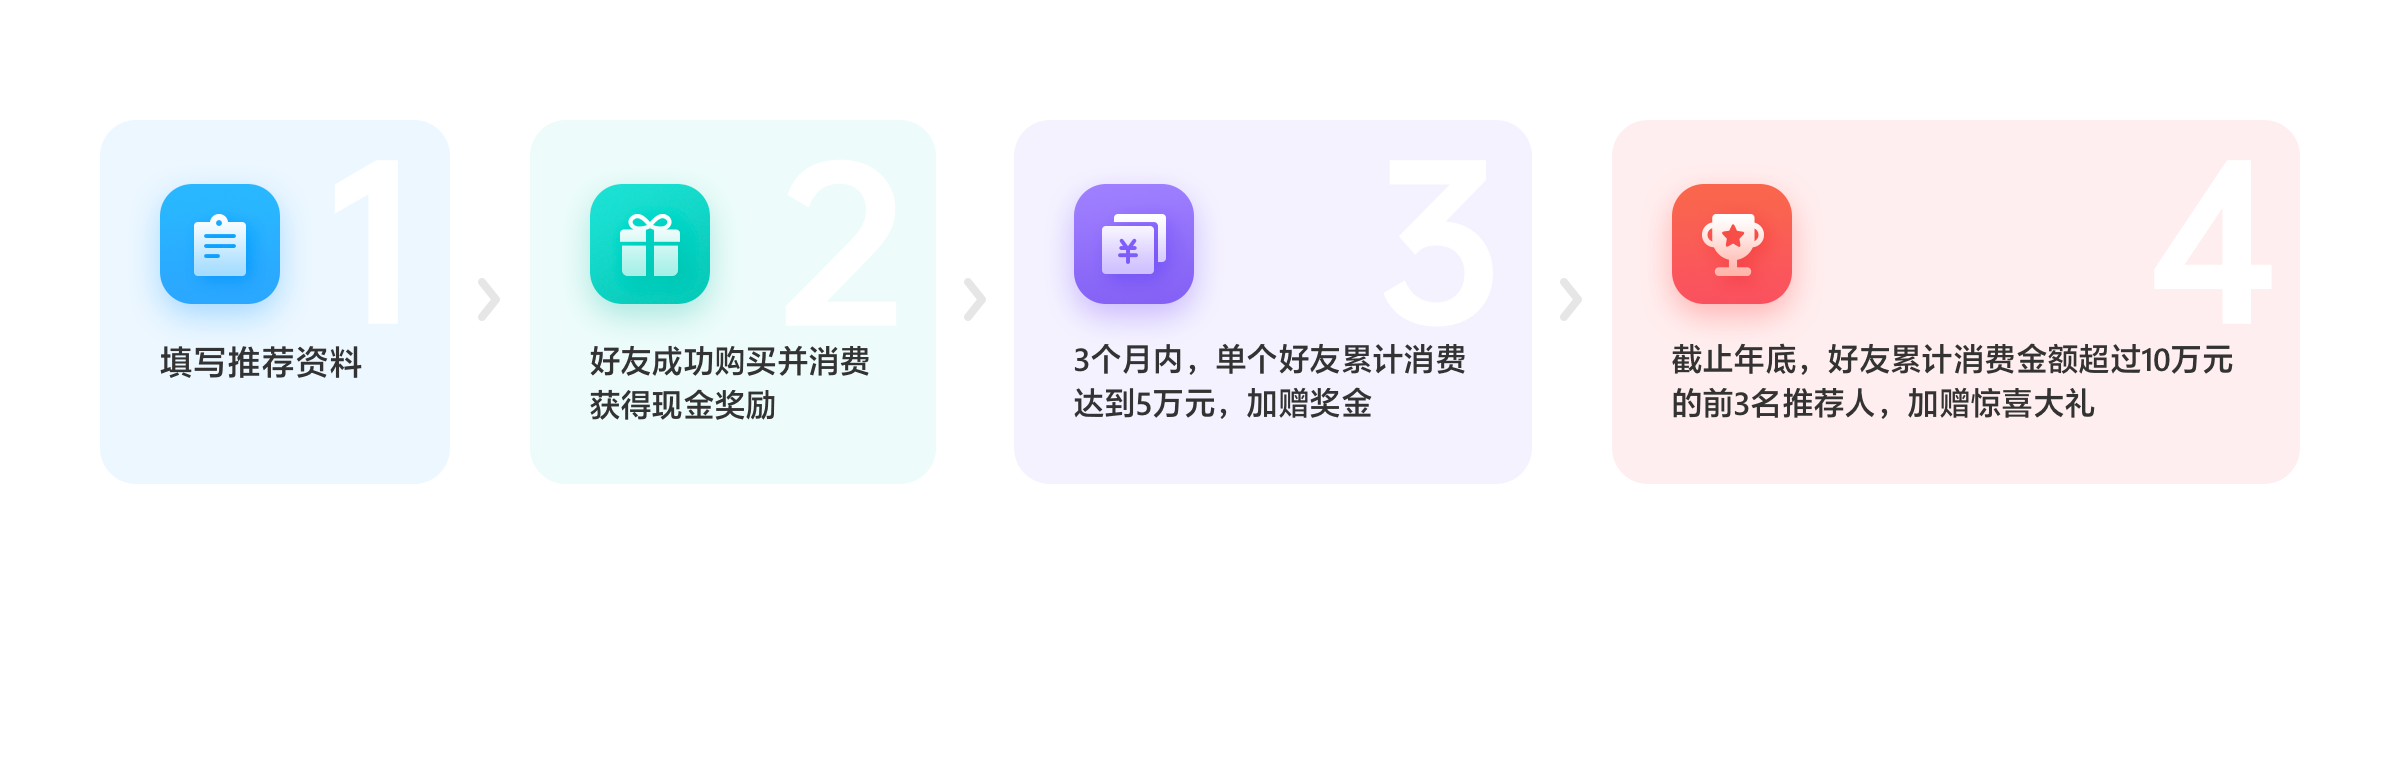 1
填写推荐资料
2
好友成功购买并消费
获得现金奖励
3
¥
3个月内，单个好友累计消费
达到5万元，加赠奖金
4
截止年底，好友累计消费金额超过10万元
的前3名推荐人，加赠惊喜大礼